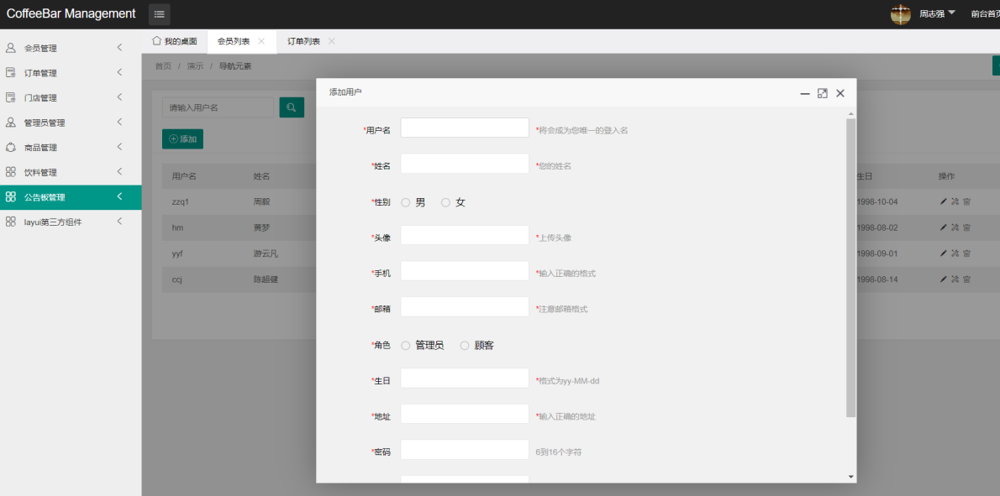 CoffeeBar Management
周志强 前台首页
会员管理
订单管理
门店管理
管理员管理
商品管理
饮料管理
公告板管理
layui第三方组件
我的桌面 会员列表 订单列表
首页 / 演示 / 导航元素
请输入用户名
添加
用户名 姓名 生日 操作
zzq1 周毅 1998-10-04
hm 黄梦 1998-08-02
yyf 游云凡 1998-09-01
ccj 陈超健 1998-08-14
添加用户
*用户名 *将会成为您唯一的登入名
*姓名 *您的姓名
*性别 男 女
*头像 *上传头像
*手机 *输入正确的格式
*邮箱 *注意邮箱格式
*角色 管理员 顾客
*生日 *格式为yy-MM-dd
*地址 *输入正确的地址
*密码 6到16个字符